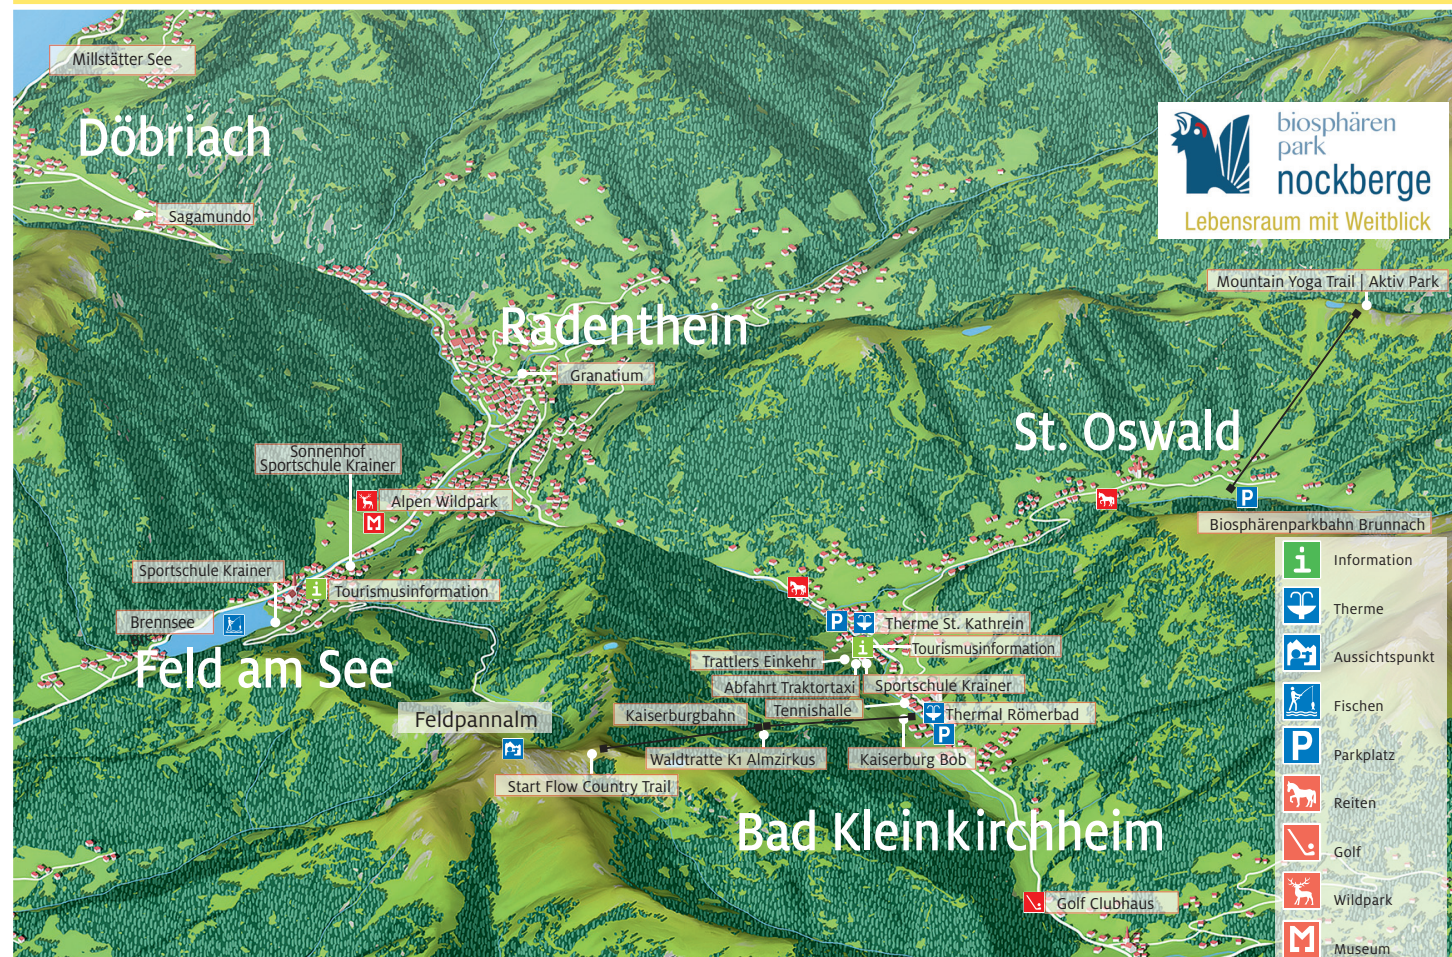 Millstätter See
Döbriach
biosphären
park
nockberge
Lebensraum mit Weitblick
Sagamundo
Mountain Yoga Trail | Aktiv Park
Radenthein
Granatium
St. Oswald
Sonnenhof
Sportschule Krainer
Alpen Wildpark
M
P
Biosphärenparkbahn Brunnach
Sportschule Krainer
i
Tourismusinformation
Brennsee
Feld am See
P
Therme St. Kathrein
i
Tourismusinformation
Trattlers Einkehr
Abfahrt Traktortaxi
Sportschule Krainer
Tennishalle
Feldpannalm
Kaiserburgbahn
Thermal Römerbad
P
Waldtratte K1 Almzirkus
Kaiserburg Bob
Start Flow Country Trail
Bad Kleinkirchheim
Golf Clubhaus
i Information
Therme
Aussichtspunkt
Fischen
P Parkplatz
Reiten
Golf
Wildpark
M Museum